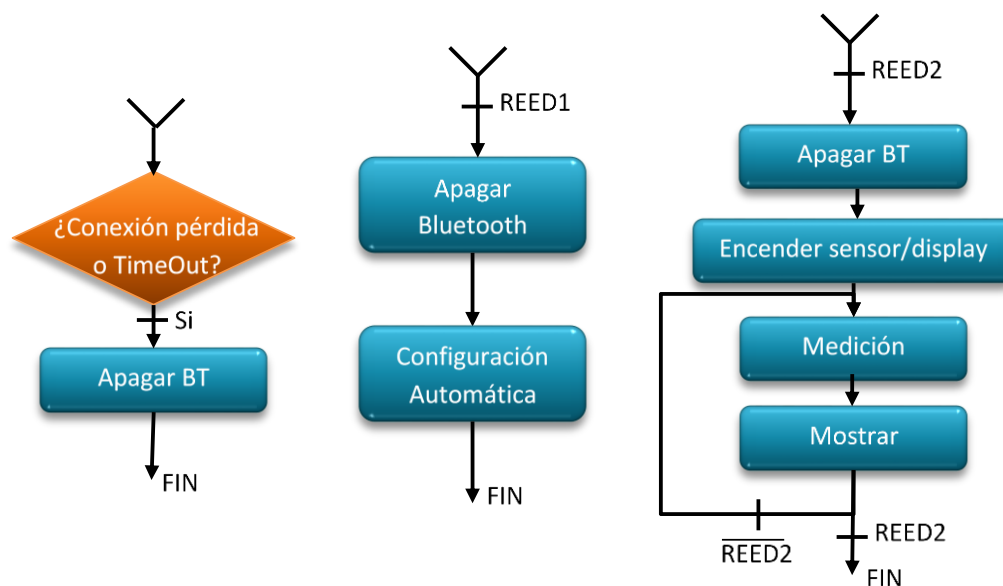 ¿Conexión pérdida
o TimeOut?
Si
Apagar BT
FIN
REED1
Apagar
Bluetooth
Configuración
Automática
FIN
REED2
Apagar BT
Encender sensor/display
Medición
Mostrar
REED2
REED2
FIN